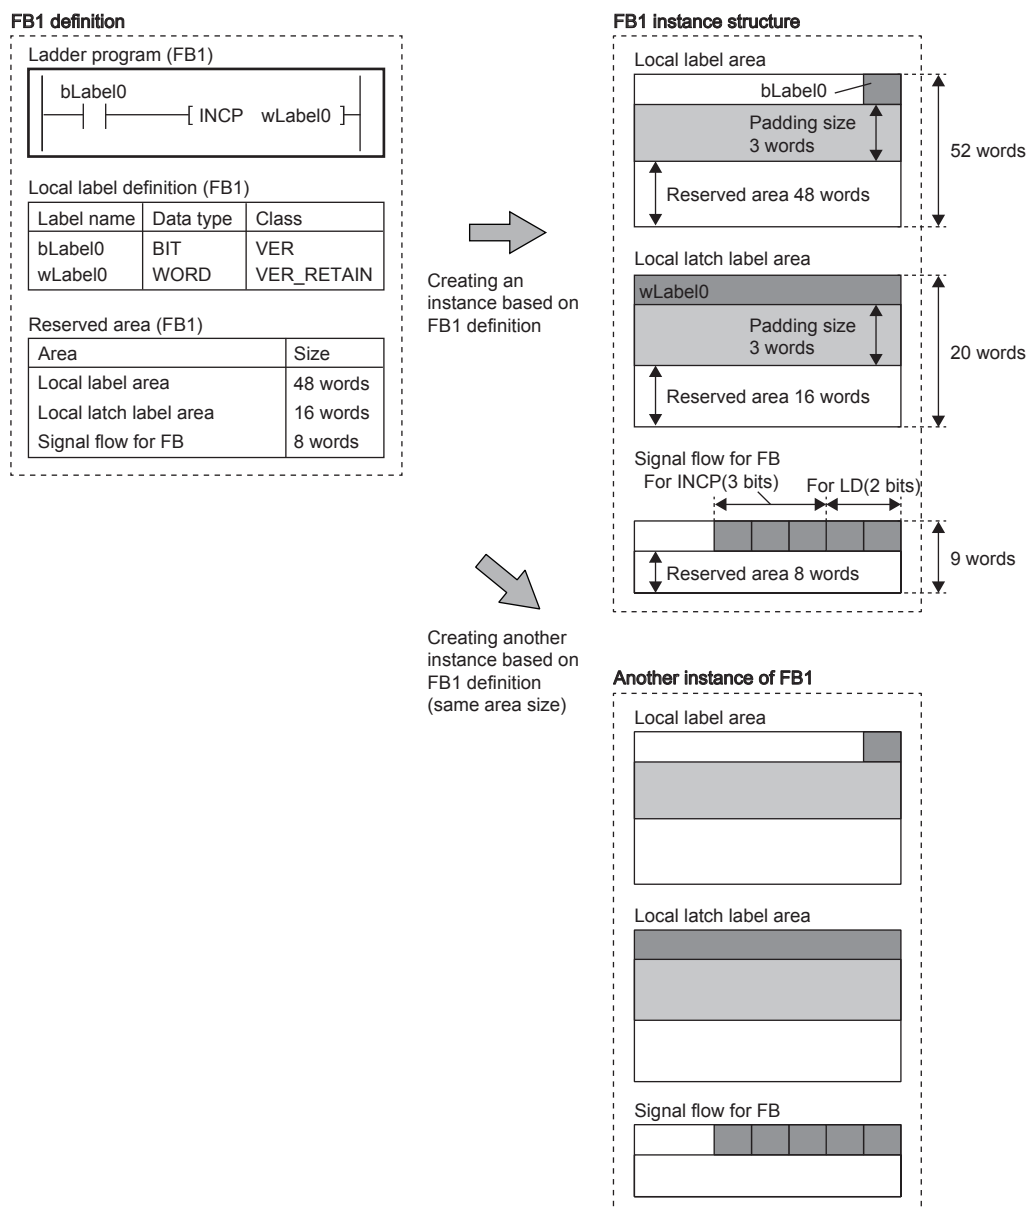 FB1 definition
Ladder program (FB1)
bLabel0
INCP wLabel0
Local label definition (FB1)
Label name Data type Class
bLabel0 BIT VER
wLabel0 WORD VER_RETAIN
Reserved area (FB1)
Area Size
Local label area 48 words
Local latch label area 16 words
Signal flow for FB 8 words
Creating an
instance based on
FB1 definition
FB1 instance structure
Local label area
bLabel0
Padding size
3 words
Reserved area 48 words
52 words
Local latch label area
wLabel0
Padding size
3 words
Reserved area 16 words
20 words
Signal flow for FB
For INCP(3 bits) For LD(2 bits)
Reserved area 8 words
9 words
Creating another
instance based on
FB1 definition
(same area size)
Another instance of FB1
Local label area
Local latch label area
Signal flow for FB